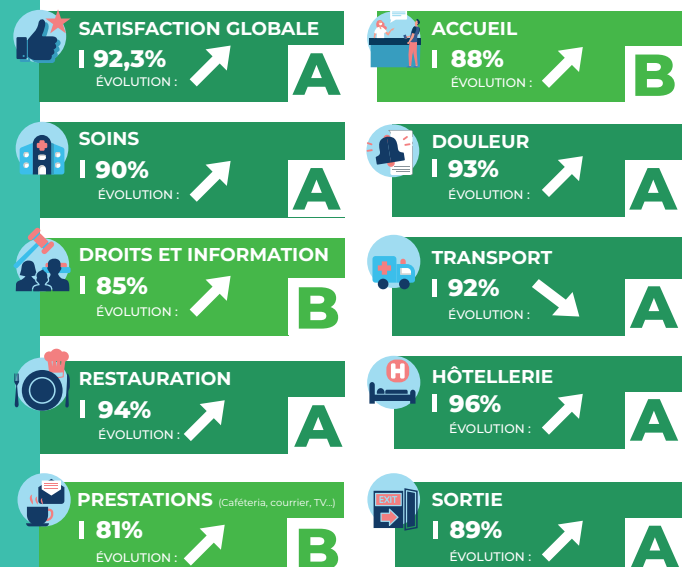 SATISFACTION GLOBALE
92,3%
ÉVOLUTION :
A
ACCUEIL
88%
ÉVOLUTION :
B
SOINS
90%
ÉVOLUTION :
A
DOULEUR
93%
ÉVOLUTION :
A
DROITS ET INFORMATION
85%
ÉVOLUTION :
B
TRANSPORT
92%
ÉVOLUTION :
A
RESTAURATION
94%
ÉVOLUTION :
A
H
HÔTELLERIE
96%
ÉVOLUTION :
A
PRESTATIONS (Caféteria, courrier, TV...)
81%
ÉVOLUTION :
B
EXIT
SORTIE
89%
ÉVOLUTION :
A